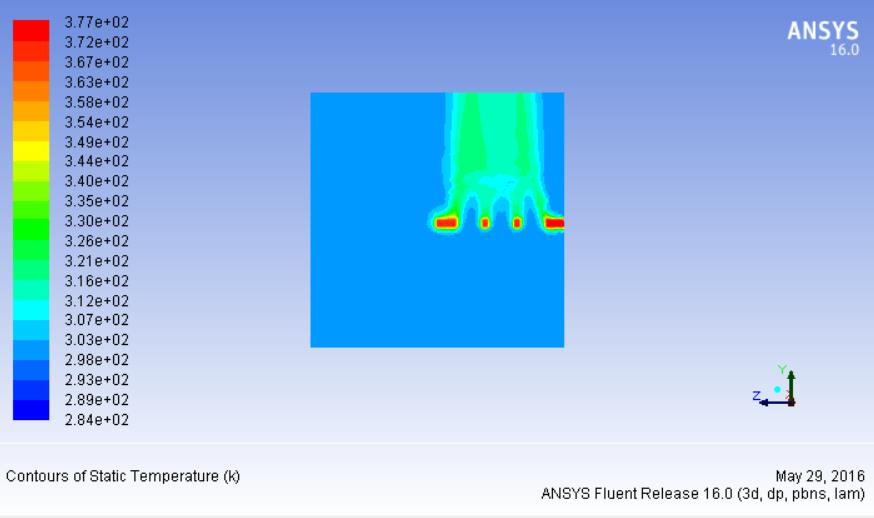 3.77e+02
3.72e+02
3.67e+02
3.63e+02
3.58e+02
3.54e+02
3.49e+02
3.44e+02
3.40e+02
3.35e+02
3.30e+02
3.26e+02
3.21e+02
3.16e+02
3.12e+02
3.07e+02
3.03e+02
2.98e+02
2.93e+02
2.89e+02
2.84e+02
ANSYS
16.0
Y
Z
X
Contours of Static Temperature (k)
May 29, 2016
ANSYS Fluent Release 16.0 (3d, dp, pbns, lam)